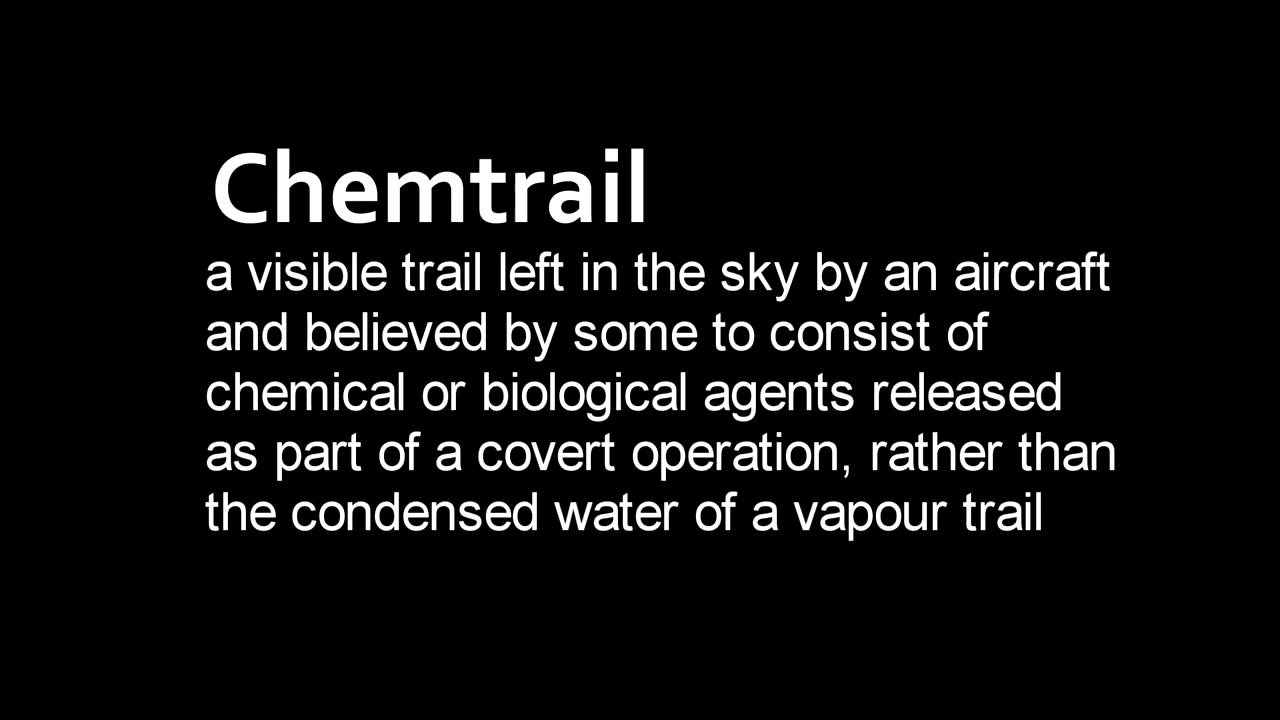 Chemtrail
a visible trail left in the sky by an aircraft
and believed by some to consist of
chemical or biological agents released
as part of a covert operation, rather than
the condensed water of a vapour trail